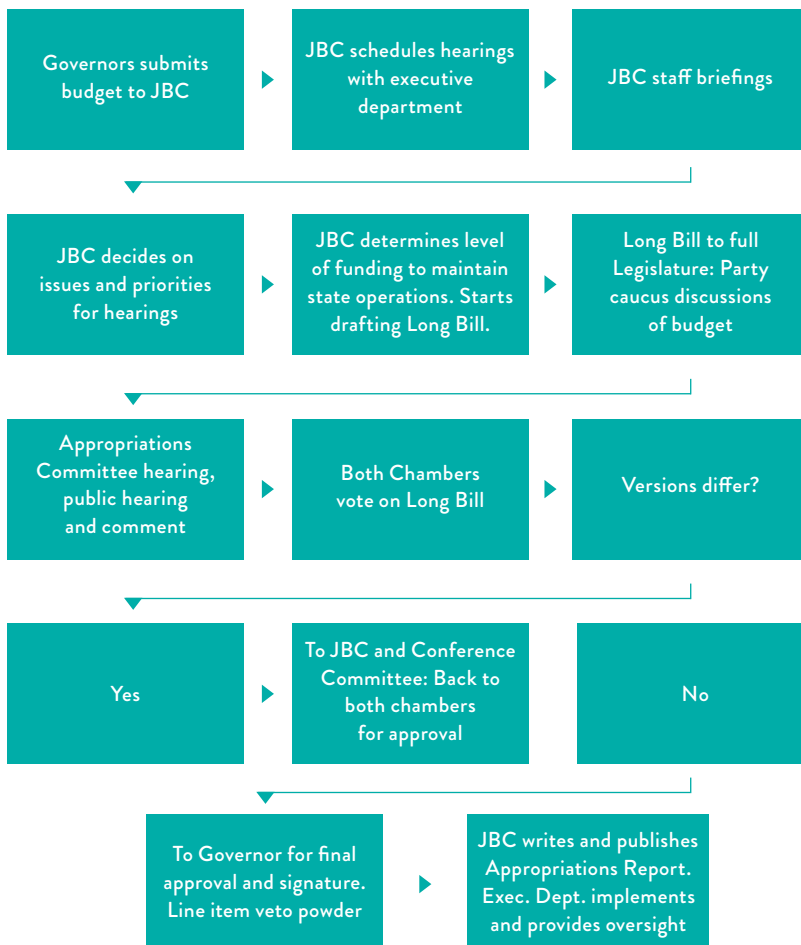 Governors submits
budget to JBC
JBC schedules hearings
with executive
department
JBC staff briefings
JBC decides on
issues and priorities
for hearings
JBC determines level
of funding to maintain
state operations. Starts
drafting Long Bill.
Long Bill to full
Legislature: Party
caucus discussions
of budget
Appropriations
Committee hearing,
public hearing
and comment
Both Chambers
vote on Long Bill
Versions differ?
Yes
To JBC and Conference
Committee: Back to
both chambers
for approval
No
To Governor for final
approval and signature.
Line item veto powder
JBC writes and publishes
Appropriations Report.
Exec. Dept. implements
and provides oversight